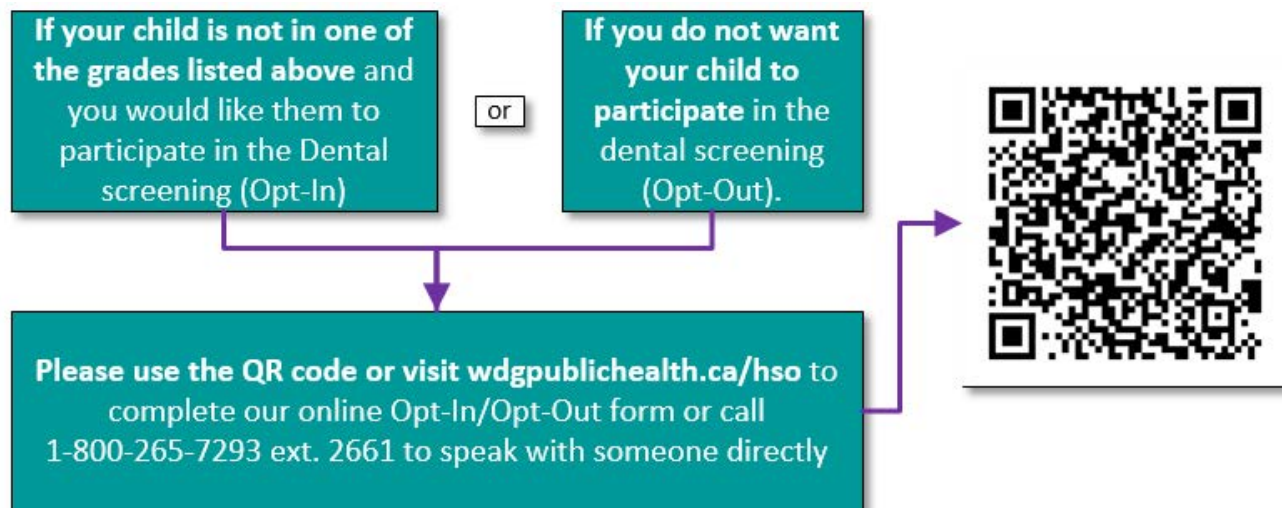 If your child is not in one of
the grades listed above and
you would like them to
participate in the Dental
screening (Opt-In)
or
If you do not want
your child to
participate in the
dental screening
(Opt-Out).
Please use the QR code or visit wdgpublichealth.ca/hso to
complete our online Opt-In/Opt-Out form or call
1-800-265-7293 ext. 2661 to speak with someone directly